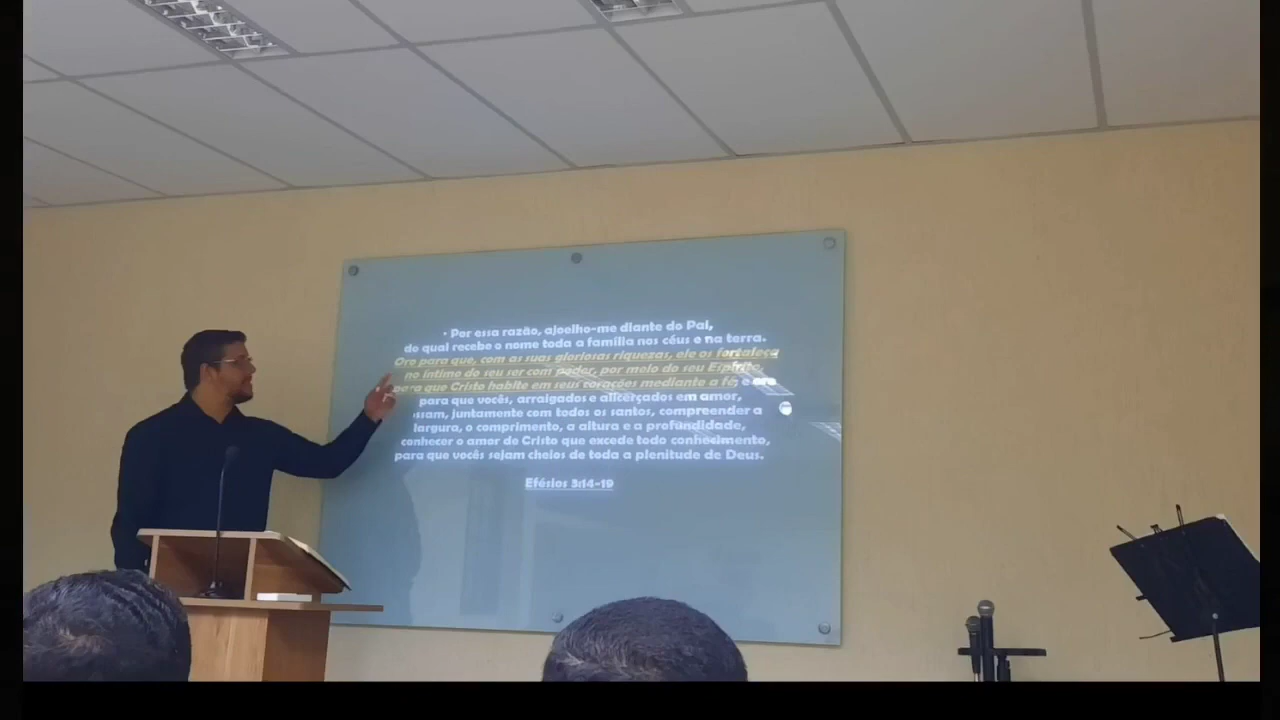 • Por essa razão, ajoelho-me diante do Pai,
do qual recebe o nome toda a família nos céus e na terra.
Oro para que, com as suas gloriosas riquezas, ele os fortaleça
no íntimo do seu ser com poder, por meio do seu Espírito,
para que Cristo habite em seus corações mediante a fé; e oro
para que vocês, arraigados e alicerçados em amor,
ossam, juntamente com todos os santos, compreender a
largura, o comprimento, a altura e a profundidade,
conhecer o amor de Cristo que excede todo conhecimento,
para que vocês sejam cheios de toda a plenitude de Deus.
Efésios 3:14-19